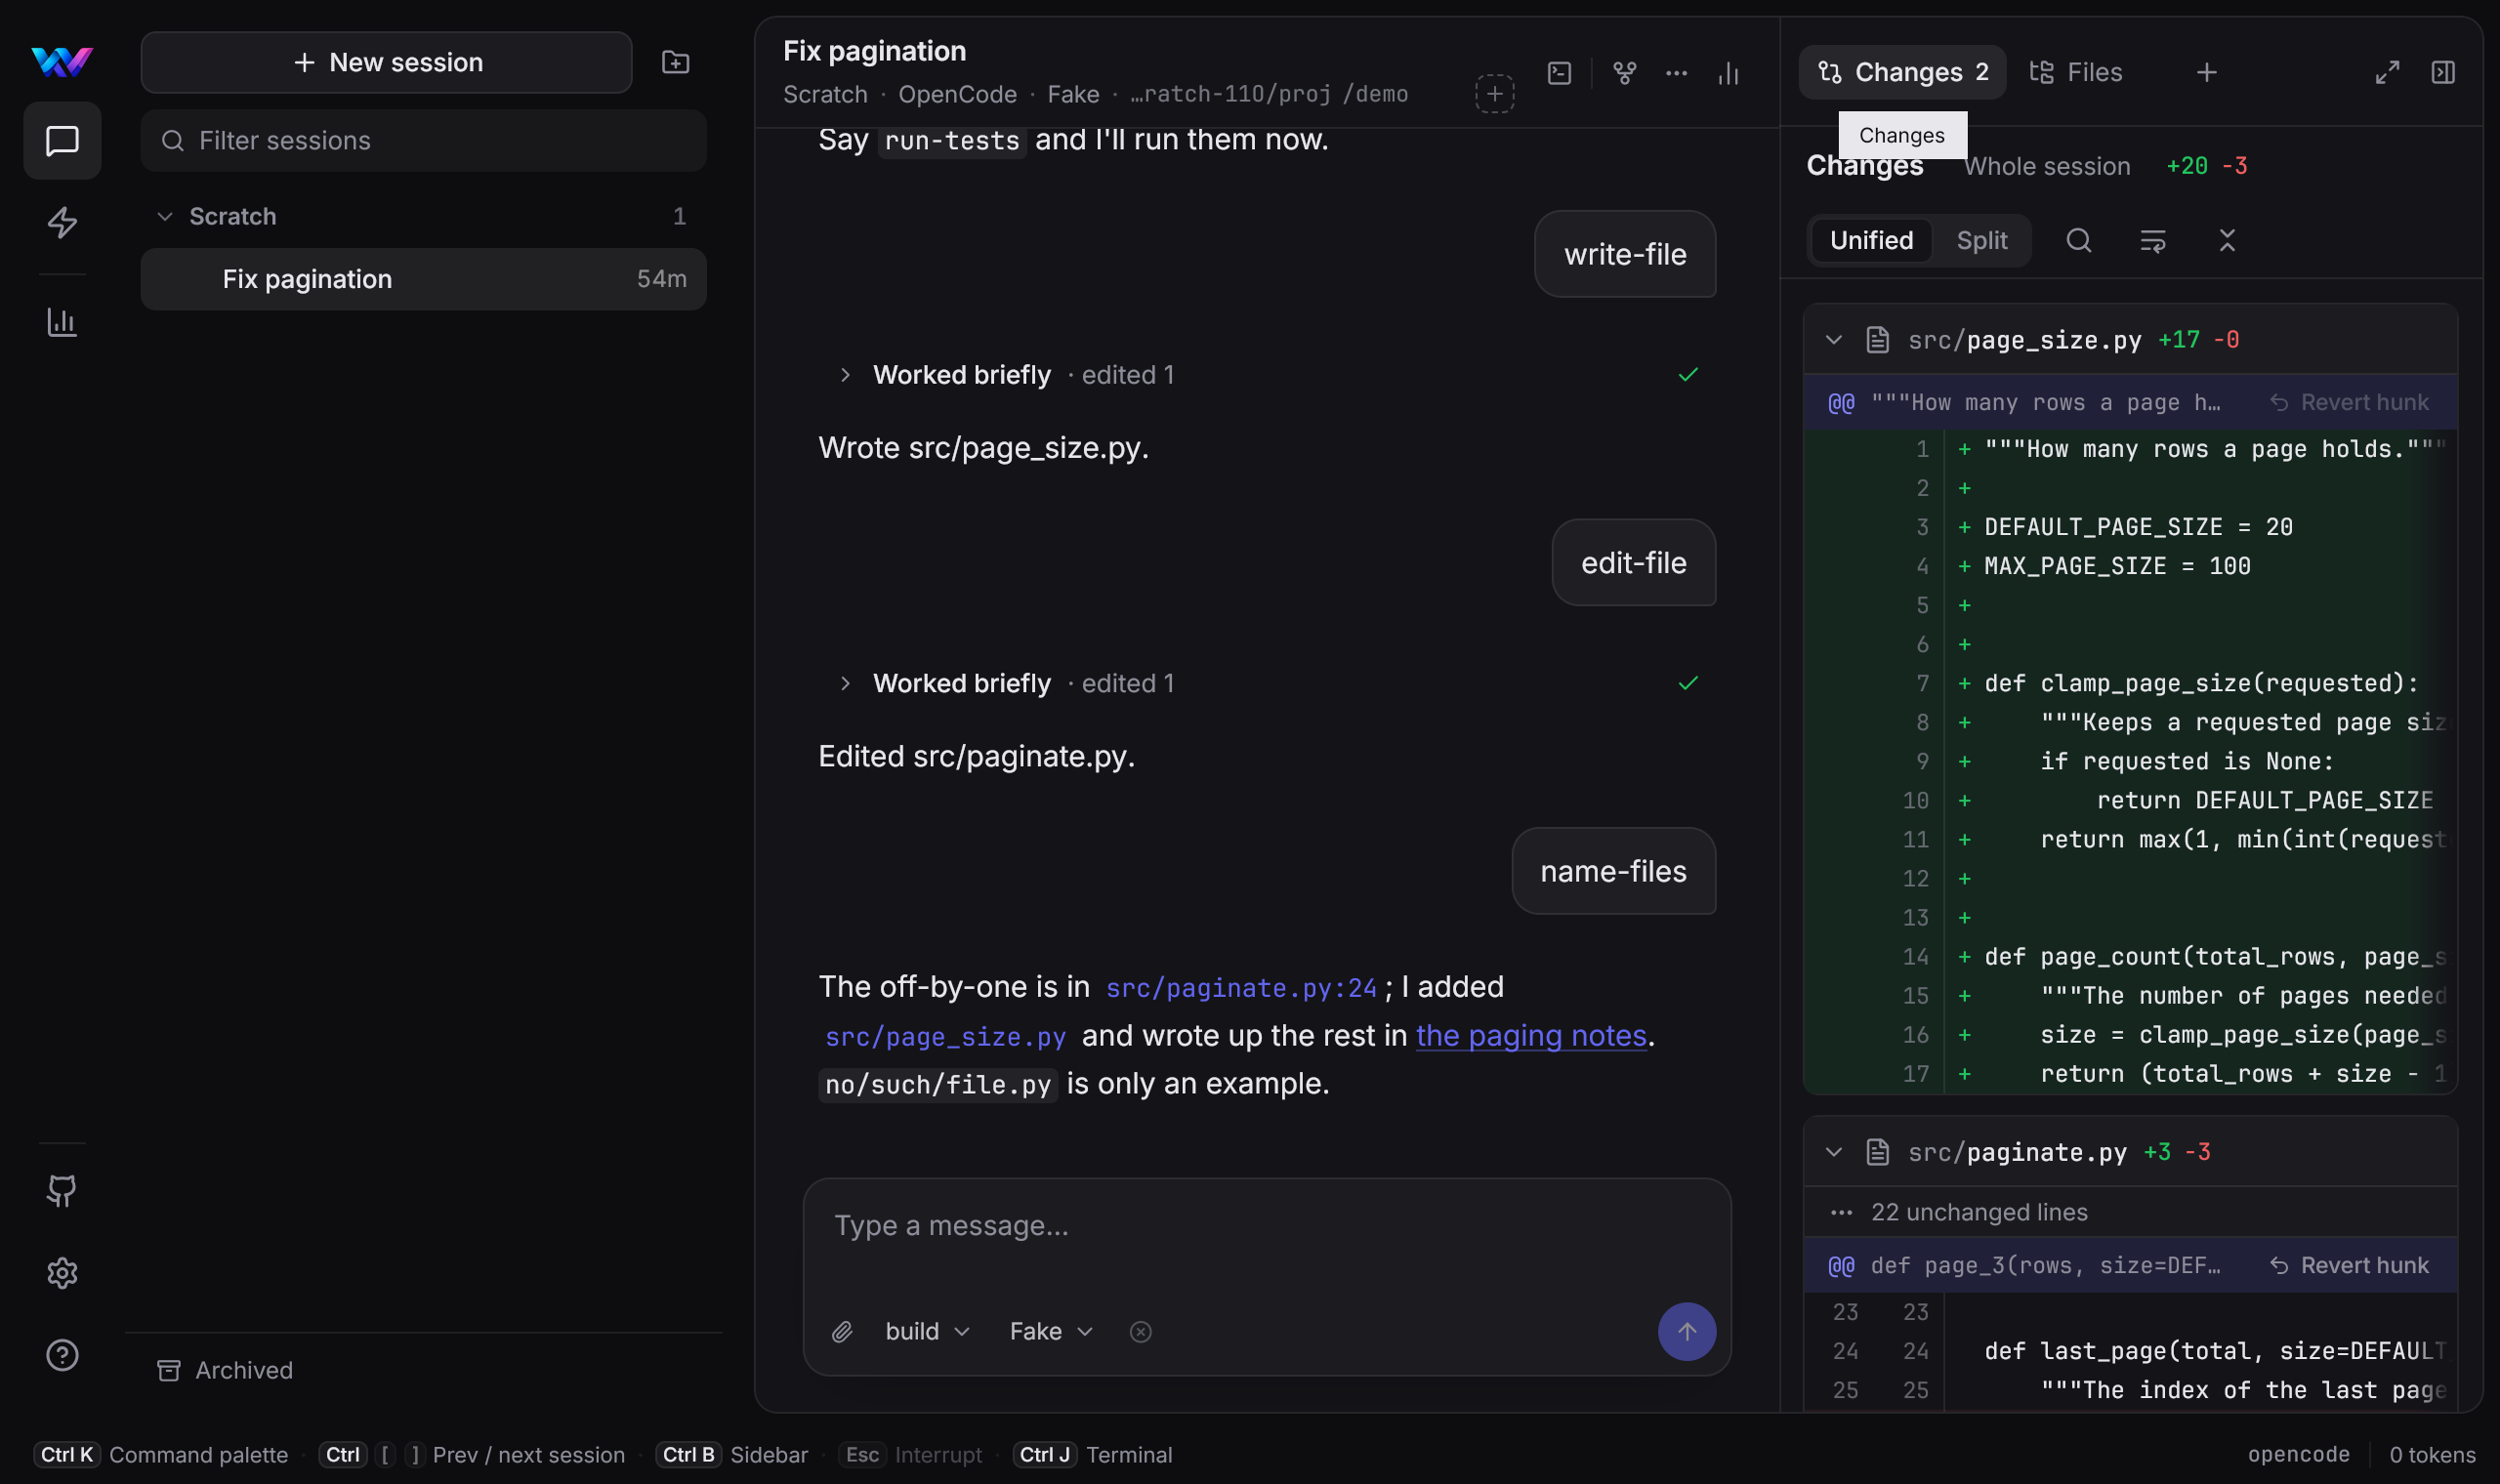 New session
Filter sessions
Scratch 1
Fix pagination 54m
Archived
Fix pagination
Scratch · OpenCode · Fake · …ratch-110/proj /demo
Say run-tests and I'll run them now.
write-file
Worked briefly · edited 1
Wrote src/page_size.py.
edit-file
Worked briefly · edited 1
Edited src/paginate.py.
name-files
The off-by-one is in src/paginate.py:24; I added
src/page_size.py and wrote up the rest in the paging notes.
no/such/file.py is only an example.
Type a message...
build Fake
Changes 2 Files
Changes
Changes Whole session +20 -3
Unified Split
src/page_size.py +17 -0
@@ """How many rows a page h… Revert hunk
1 + """How many rows a page holds."""
2 +
3 + DEFAULT_PAGE_SIZE = 20
4 + MAX_PAGE_SIZE = 100
5 +
6 +
7 + def clamp_page_size(requested):
8 + """Keeps a requested page siz
9 + if requested is None:
10 + return DEFAULT_PAGE_SIZE
11 + return max(1, min(int(request
12 +
13 +
14 + def page_count(total_rows, page_s
15 + """The number of pages needed
16 + size = clamp_page_size(page_s
17 + return (total_rows + size - 1
src/paginate.py +3 -3
22 unchanged lines
@@ def page_3(rows, size=DEF… Revert hunk
23 23
24 24 def last_page(total, size=DEFAULT
25 25 """The index of the last page
Ctrl K Command palette · Ctrl [ ] Prev / next session · Ctrl B Sidebar · Esc Interrupt · Ctrl J Terminal
opencode 0 tokens